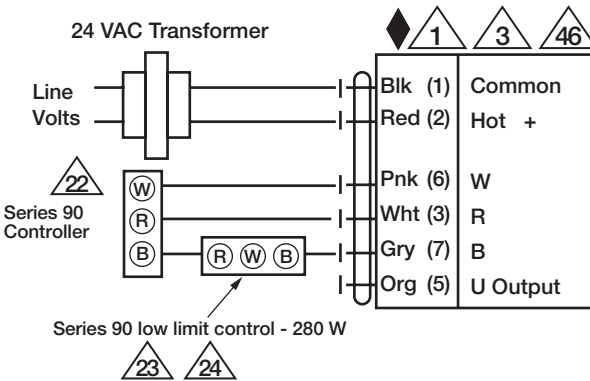 24 VAC Transformer
1 3 46
Line
Volts
Blk (1) Common
Red (2) Hot +
22
Series 90
Controller
W
R
B
R W B
Pnk (6) W
Wht (3) R
Gry (7) B
Org (5) U Output
Series 90 low limit control - 280 W
23 24